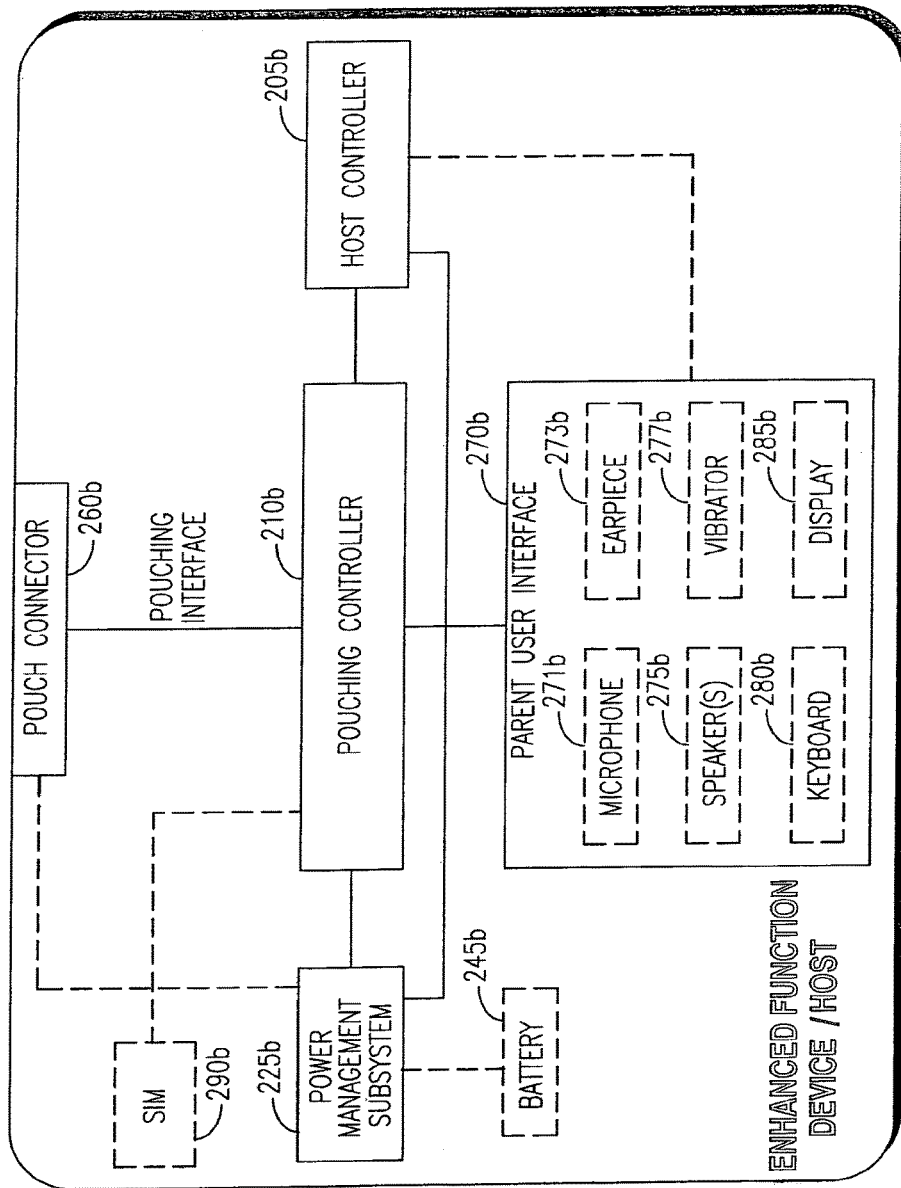 POUCH CONNECTOR
260b
POUCHING
INTERFACE
SIM
290b
225b
POWER
MANAGEMENT
SUBSYSTEM
210b
POUCHING CONTROLLER
205b
HOST CONTROLLER
245b
BATTERY
270b
PARENT USER INTERFACE
271b
MICROPHONE
273b
EARPIECE
275b
SPEAKER(S)
277b
VIBRATOR
280b
KEYBOARD
285b
DISPLAY
ENHANCED FUNCTION
DEVICE/HOST